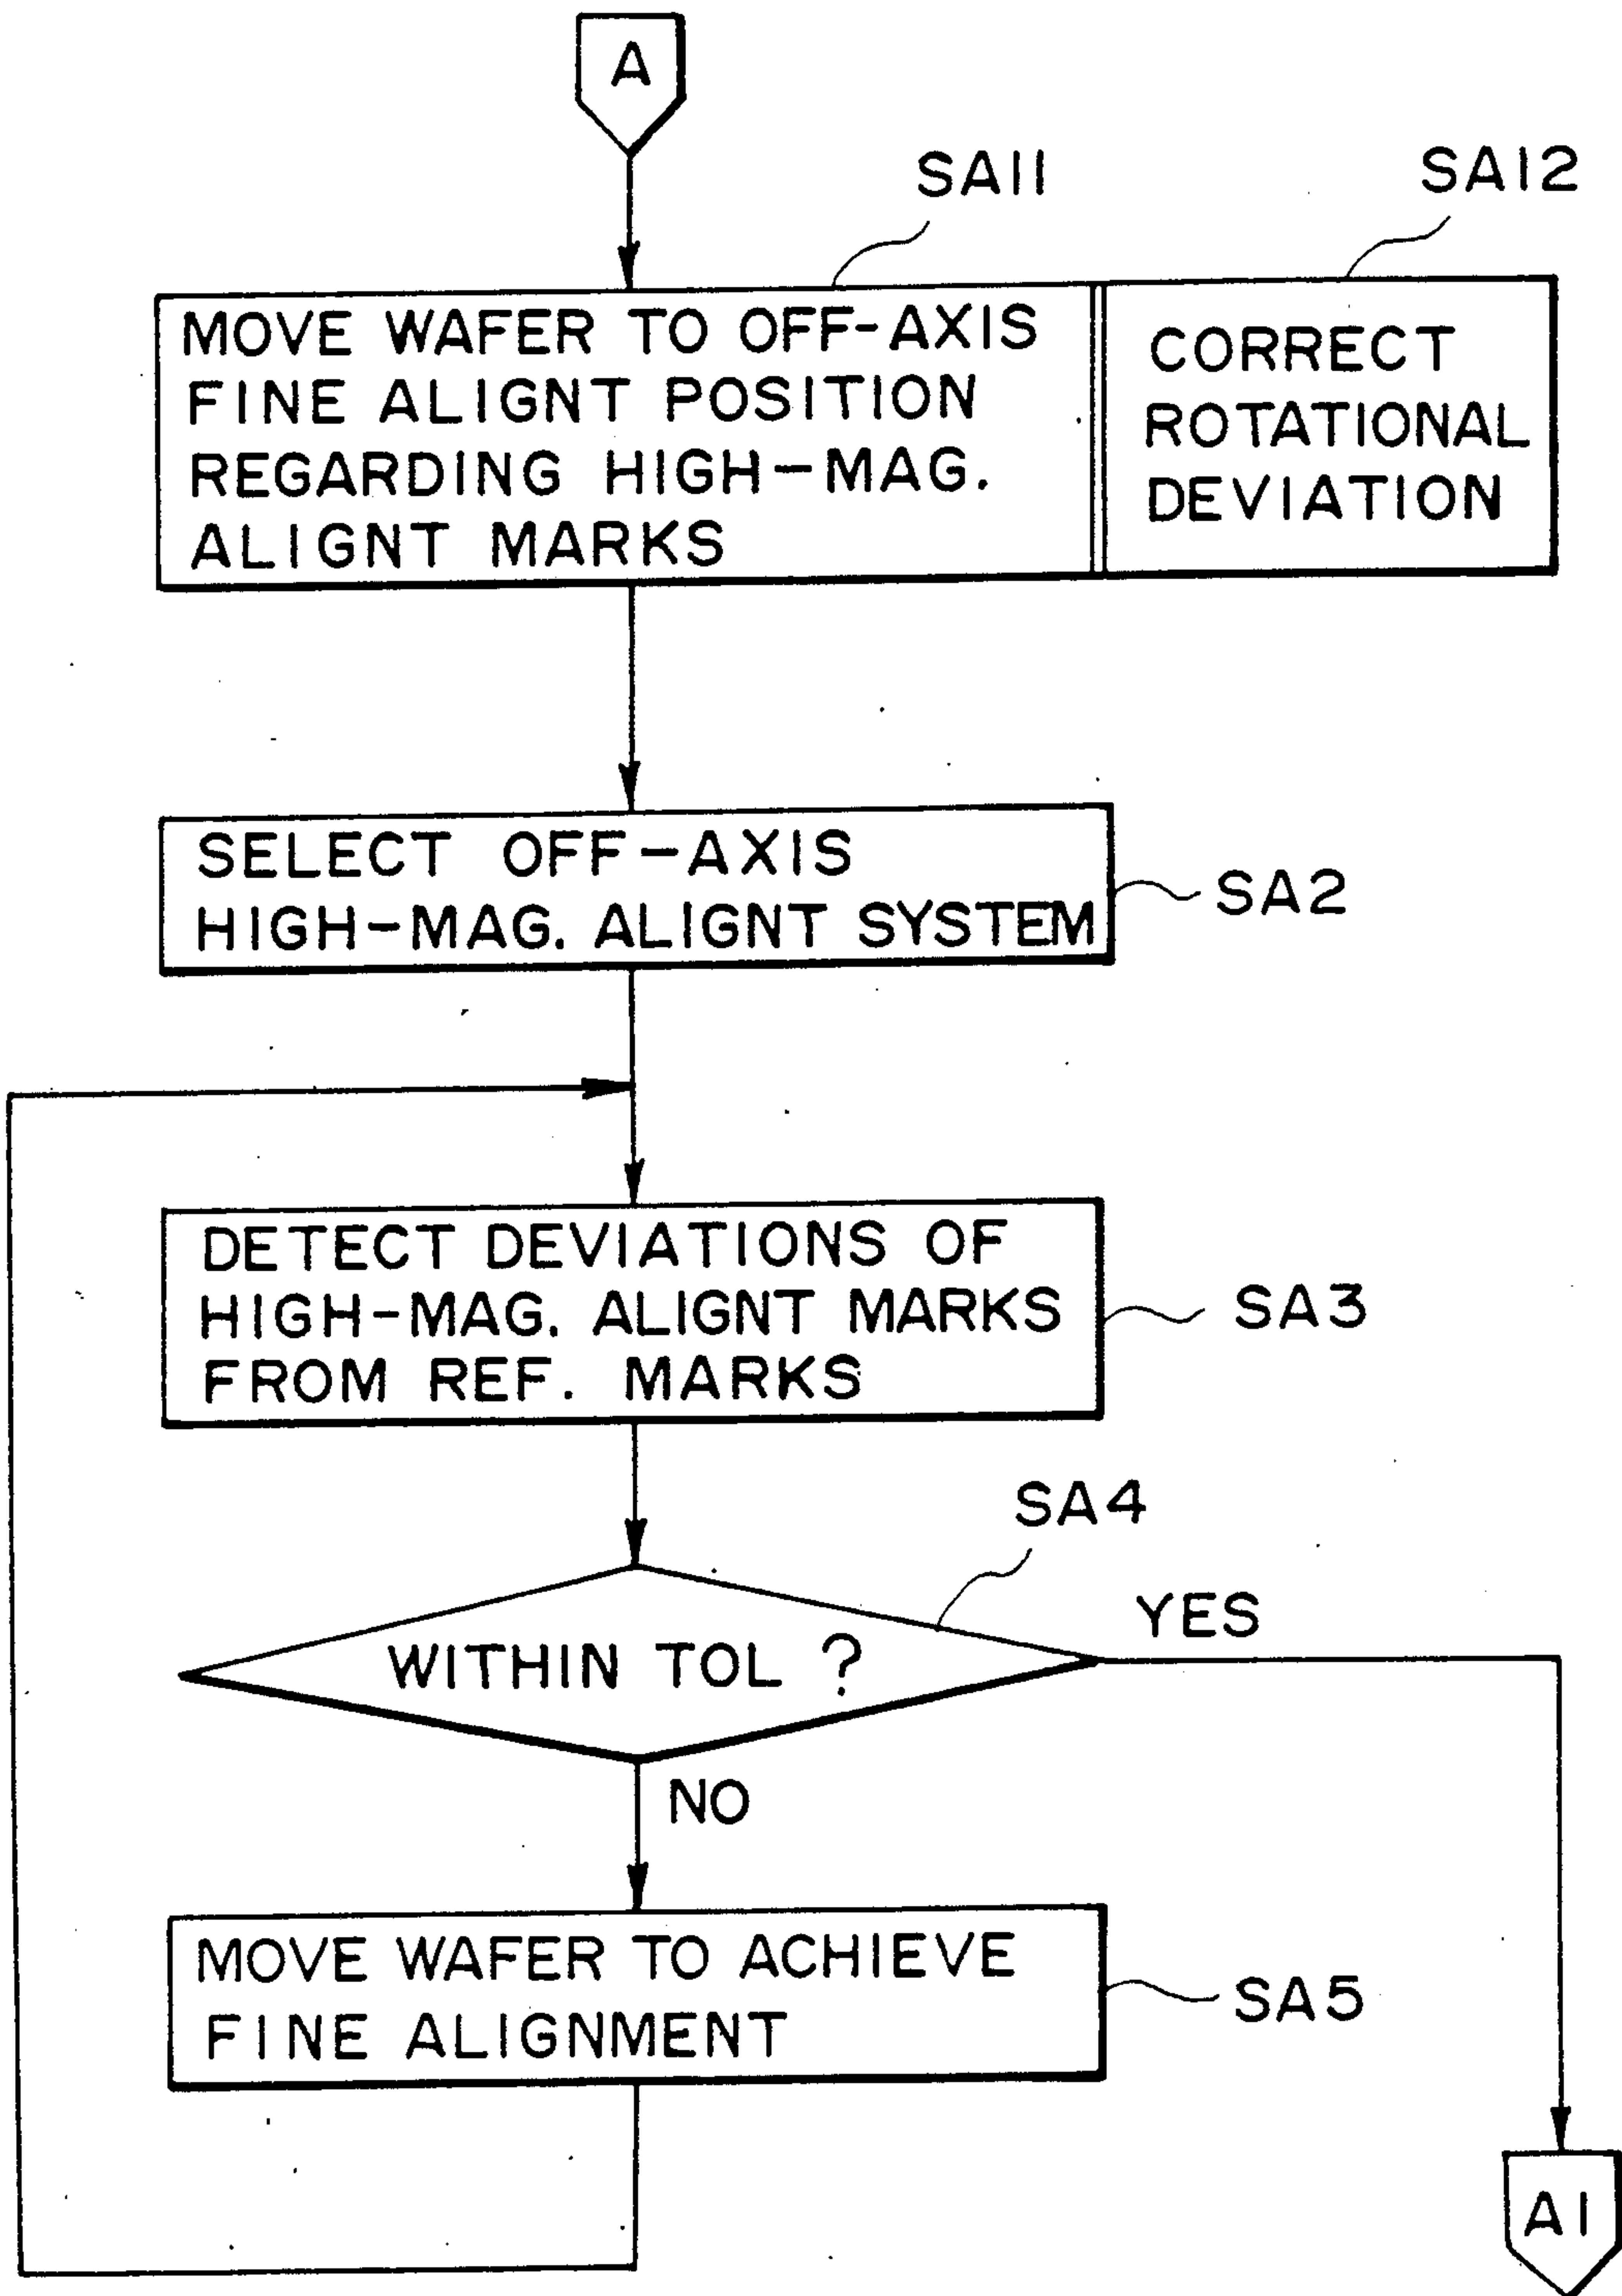 A
SA11
SA12
MOVE WAFER TO OFF-AXIS
FINE ALIGNT POSITION
REGARDING HIGH-MAG.
ALIGNT MARKS
CORRECT
ROTATIONAL
DEVIATION
SELECT OFF-AXIS
HIGH-MAG. ALIGNT SYSTEM
SA2
DETECT DEVIATIONS OF
HIGH-MAG. ALIGNT MARKS
FROM REF. MARKS
SA3
SA4
WITHIN TOL ?
YES
NO
MOVE WAFER TO ACHIEVE
FINE ALIGNMENT
SA5
A1